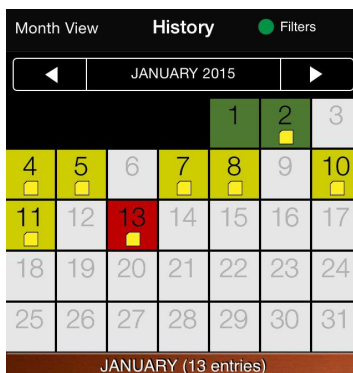 Month View History Filters
JANUARY 2015
1 2 3
4 5 6 7 8 9 10
11 12 13 14 15 16 17
18 19 20 21 22 23 24
25 26 27 28 29 30 31
JANUARY (13 entries)